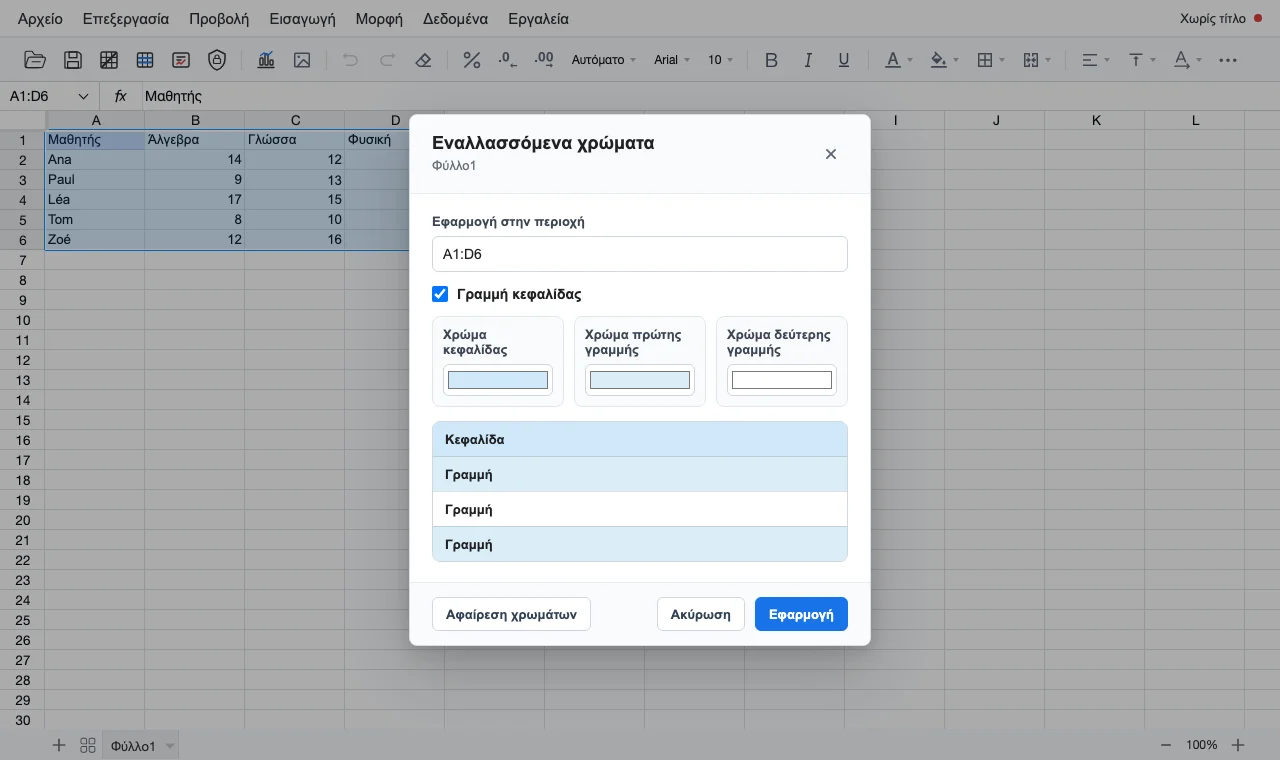 Αρχείο Επεξεργασία Προβολή Εισαγωγή Μορφή Δεδομένα Εργαλεία Χωρίς τίτλο
% .0 .00 Αυτόματο Arial 10 B I U A A
A1:D6 fx Μαθητής
A B C D I J K L
1 Μαθητής Άλγεβρα Γλώσσα Φυσική
2 Ana 14 12
3 Paul 9 13
4 Léa 17 15
5 Tom 8 10
6 Zoé 12 16
7
8
9
10
11
12
13
14
15
16
17
18
19
20
21
22
23
24
25
26
27
28
29
30
Εναλλασσόμενα χρώματα
Φύλλο1
Εφαρμογή στην περιοχή
A1:D6
Γραμμή κεφαλίδας
Χρώμα κεφαλίδας
Χρώμα πρώτης γραμμής
Χρώμα δεύτερης γραμμής
Κεφαλίδα
Γραμμή
Γραμμή
Γραμμή
Αφαίρεση χρωμάτων Ακύρωση Εφαρμογή
Φύλλο1 100%